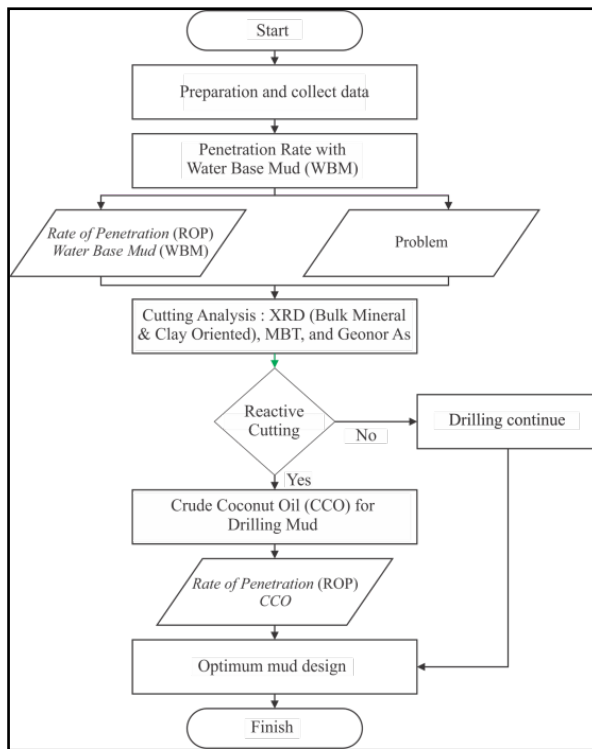 Start
Preparation and collect data
Penetration Rate with
Water Base Mud (WBM)
Rate of Penetration (ROP)
Water Base Mud (WBM)
Problem
Cutting Analysis : XRD (Bulk Mineral
& Clay Oriented), MBT, and Geonor As
Reactive
Cutting
No
Drilling continue
Yes
Crude Coconut Oil (CCO) for
Drilling Mud
Rate of Penetration (ROP)
CCO
Optimum mud design
Finish